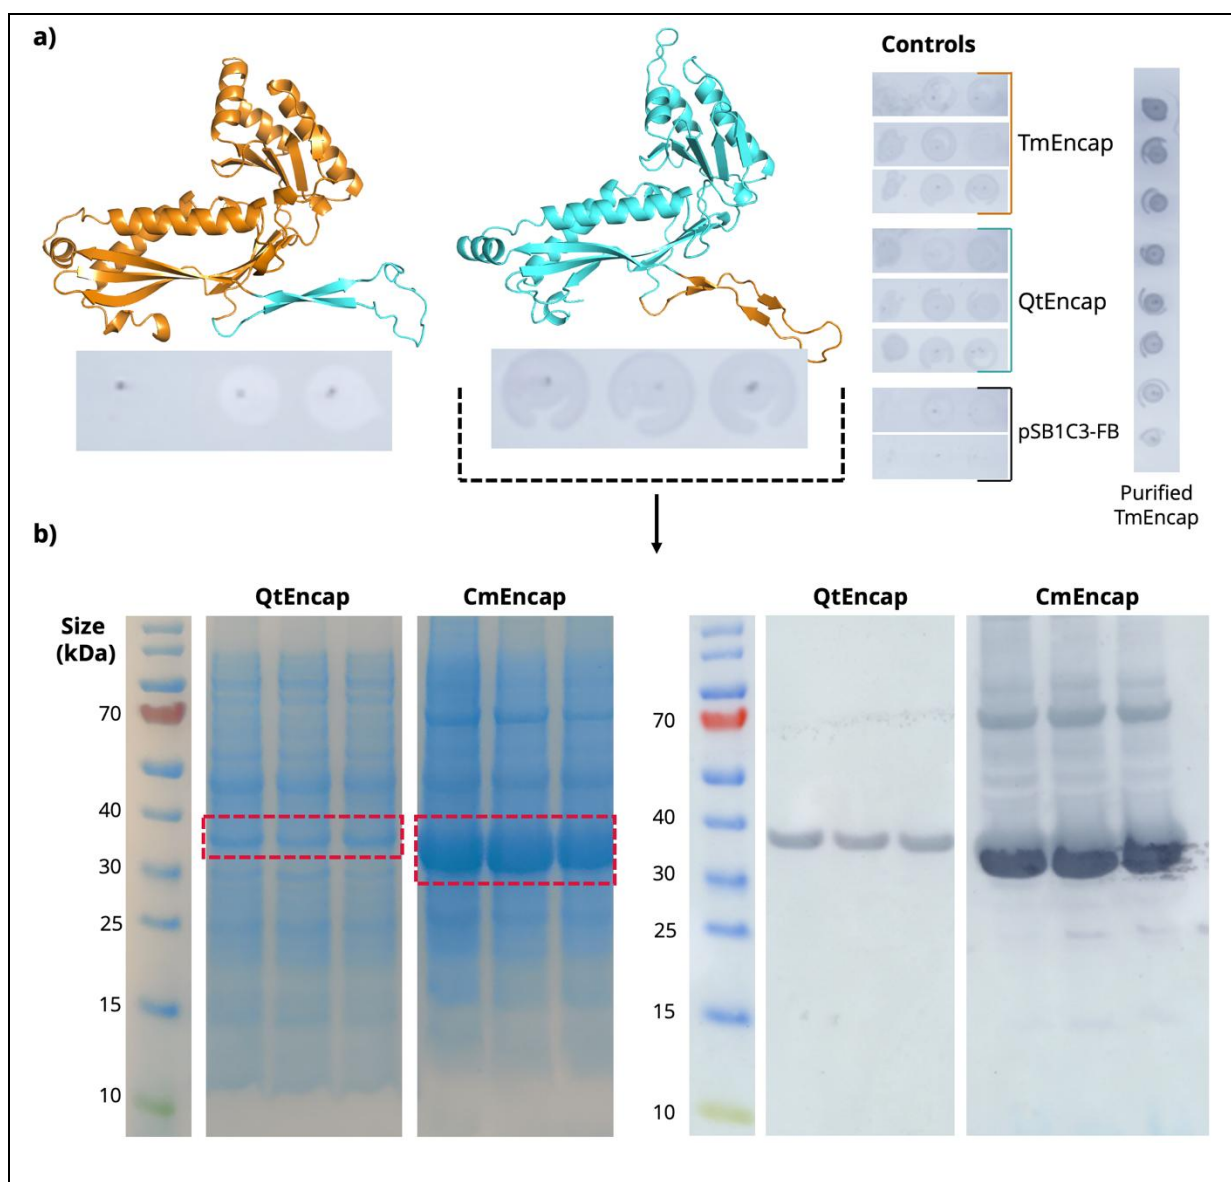 a)
Controls
TmEncap
QtEncap
pSB1C3-FB
Purified
TmEncap
b)
QtEncap
CmEncap
QtEncap
CmEncap
Size
(kDa)
70
40
30
25
15
10
70
40
30
25
15
10